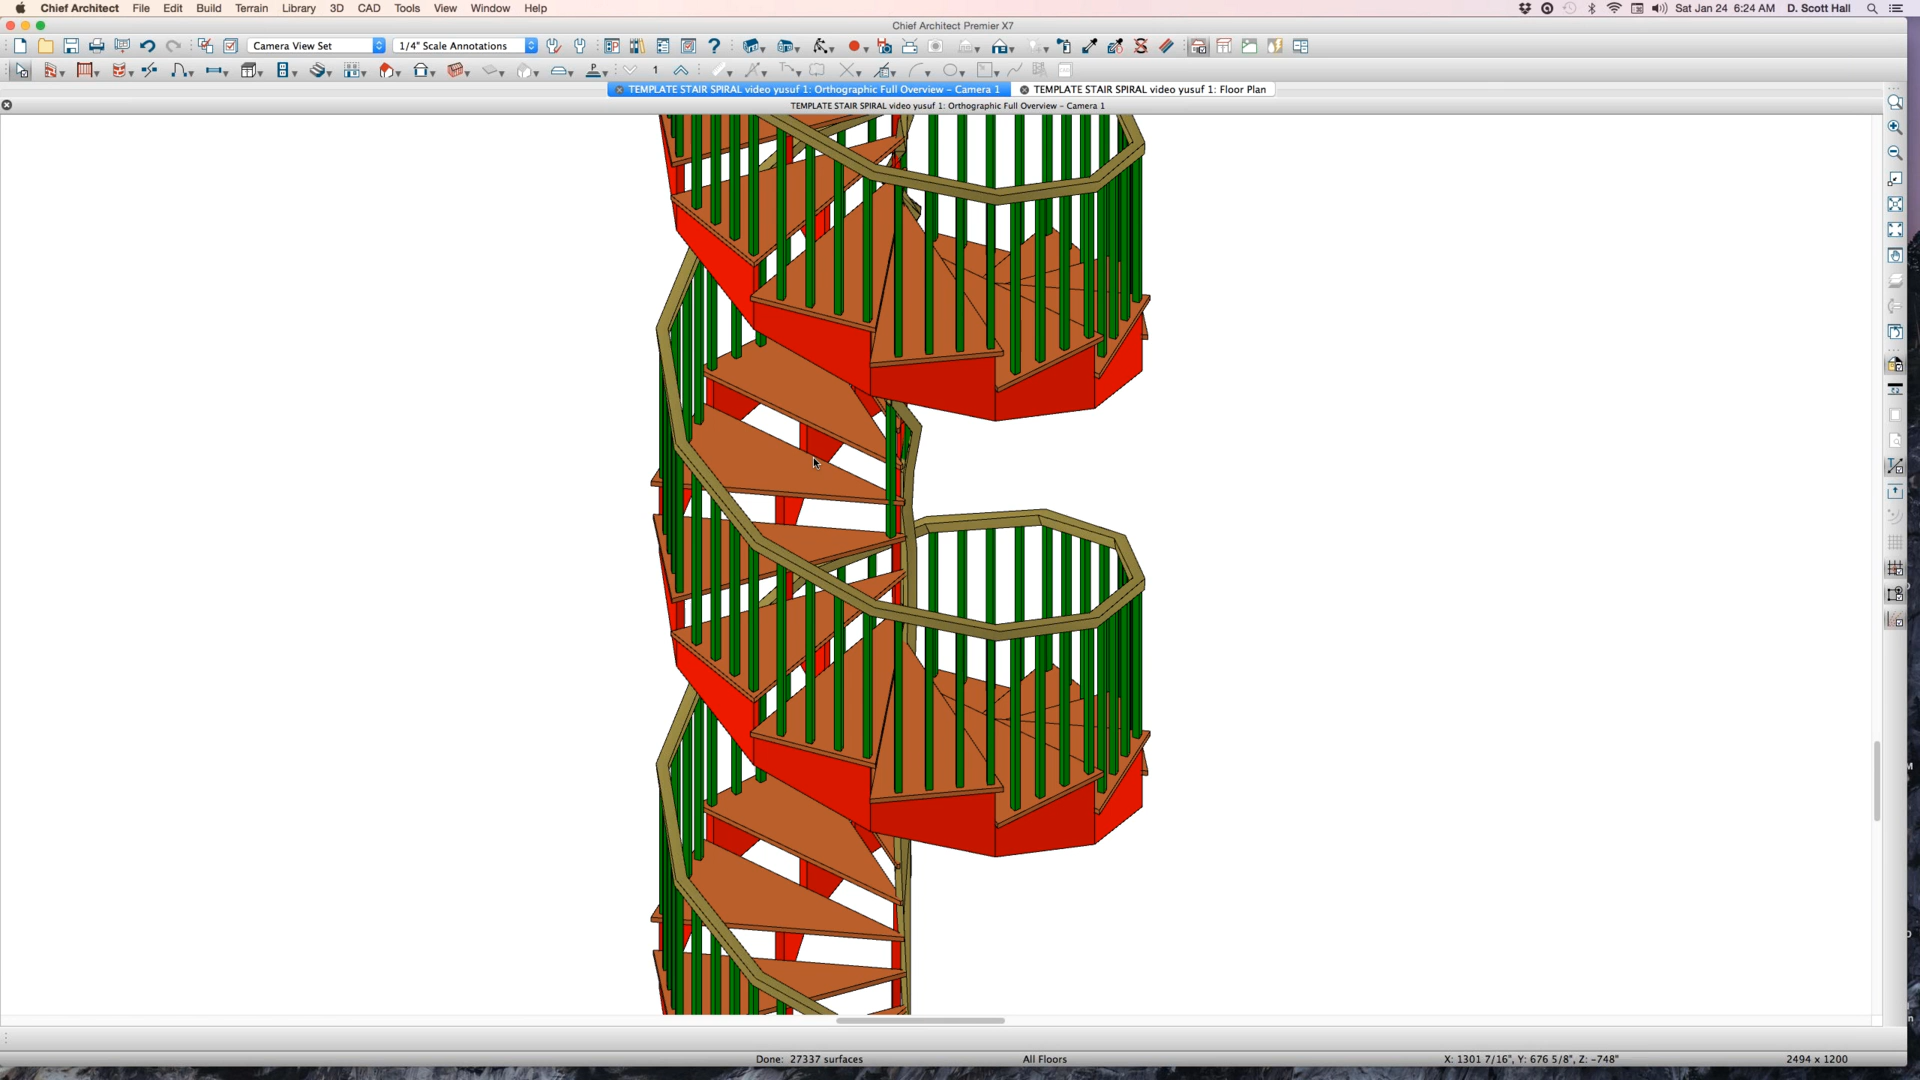 Chief Architect File Edit Build Terrain Library 3D CAD Tools View Window Help Sat Jan 24 6:24 AM D. Scott Hall
Chief Architect Premier X7
Camera View Set 1/4" Scale Annotations
1
TEMPLATE STAIR SPIRAL video yusuf 1: Orthographic Full Overview - Camera 1 TEMPLATE STAIR SPIRAL video yusuf 1: Floor Plan
TEMPLATE STAIR SPIRAL video yusuf 1: Orthographic Full Overview - Camera 1
Done: 27337 surfaces All Floors X: 1301 7/16", Y: 676 5/8", Z: -748" 2494 x 1200